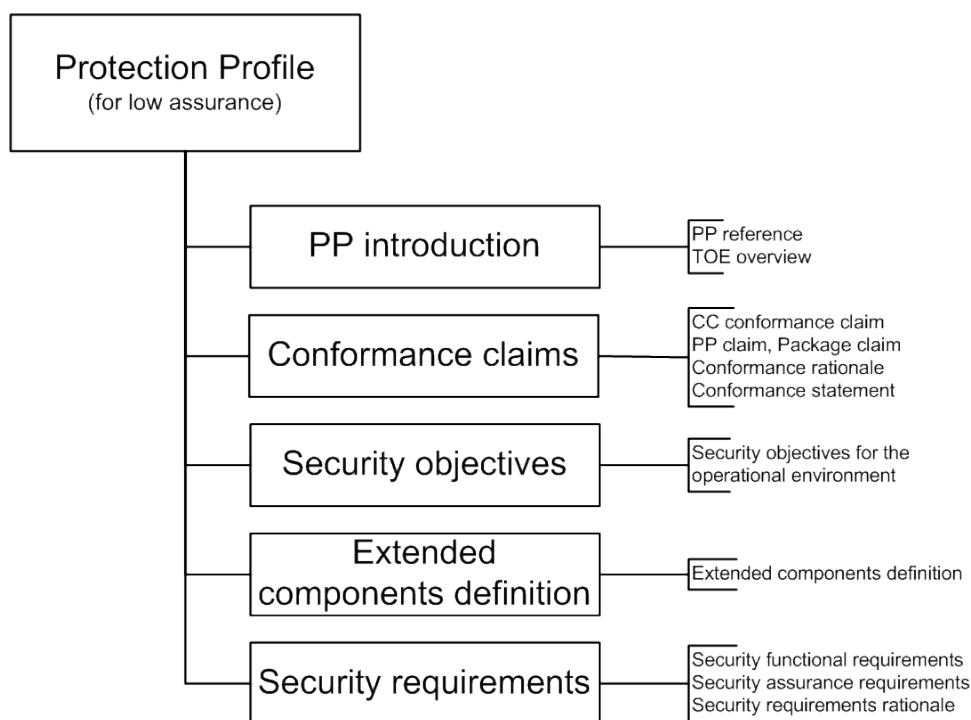 Protection Profile
(for low assurance)
PP introduction
PP reference
TOE overview
Conformance claims
CC conformance claim
PP claim, Package claim
Conformance rationale
Conformance statement
Security objectives
Security objectives for the
operational environment
Extended
components definition
Extended components definition
Security requirements
Security functional requirements
Security assurance requirements
Security requirements rationale